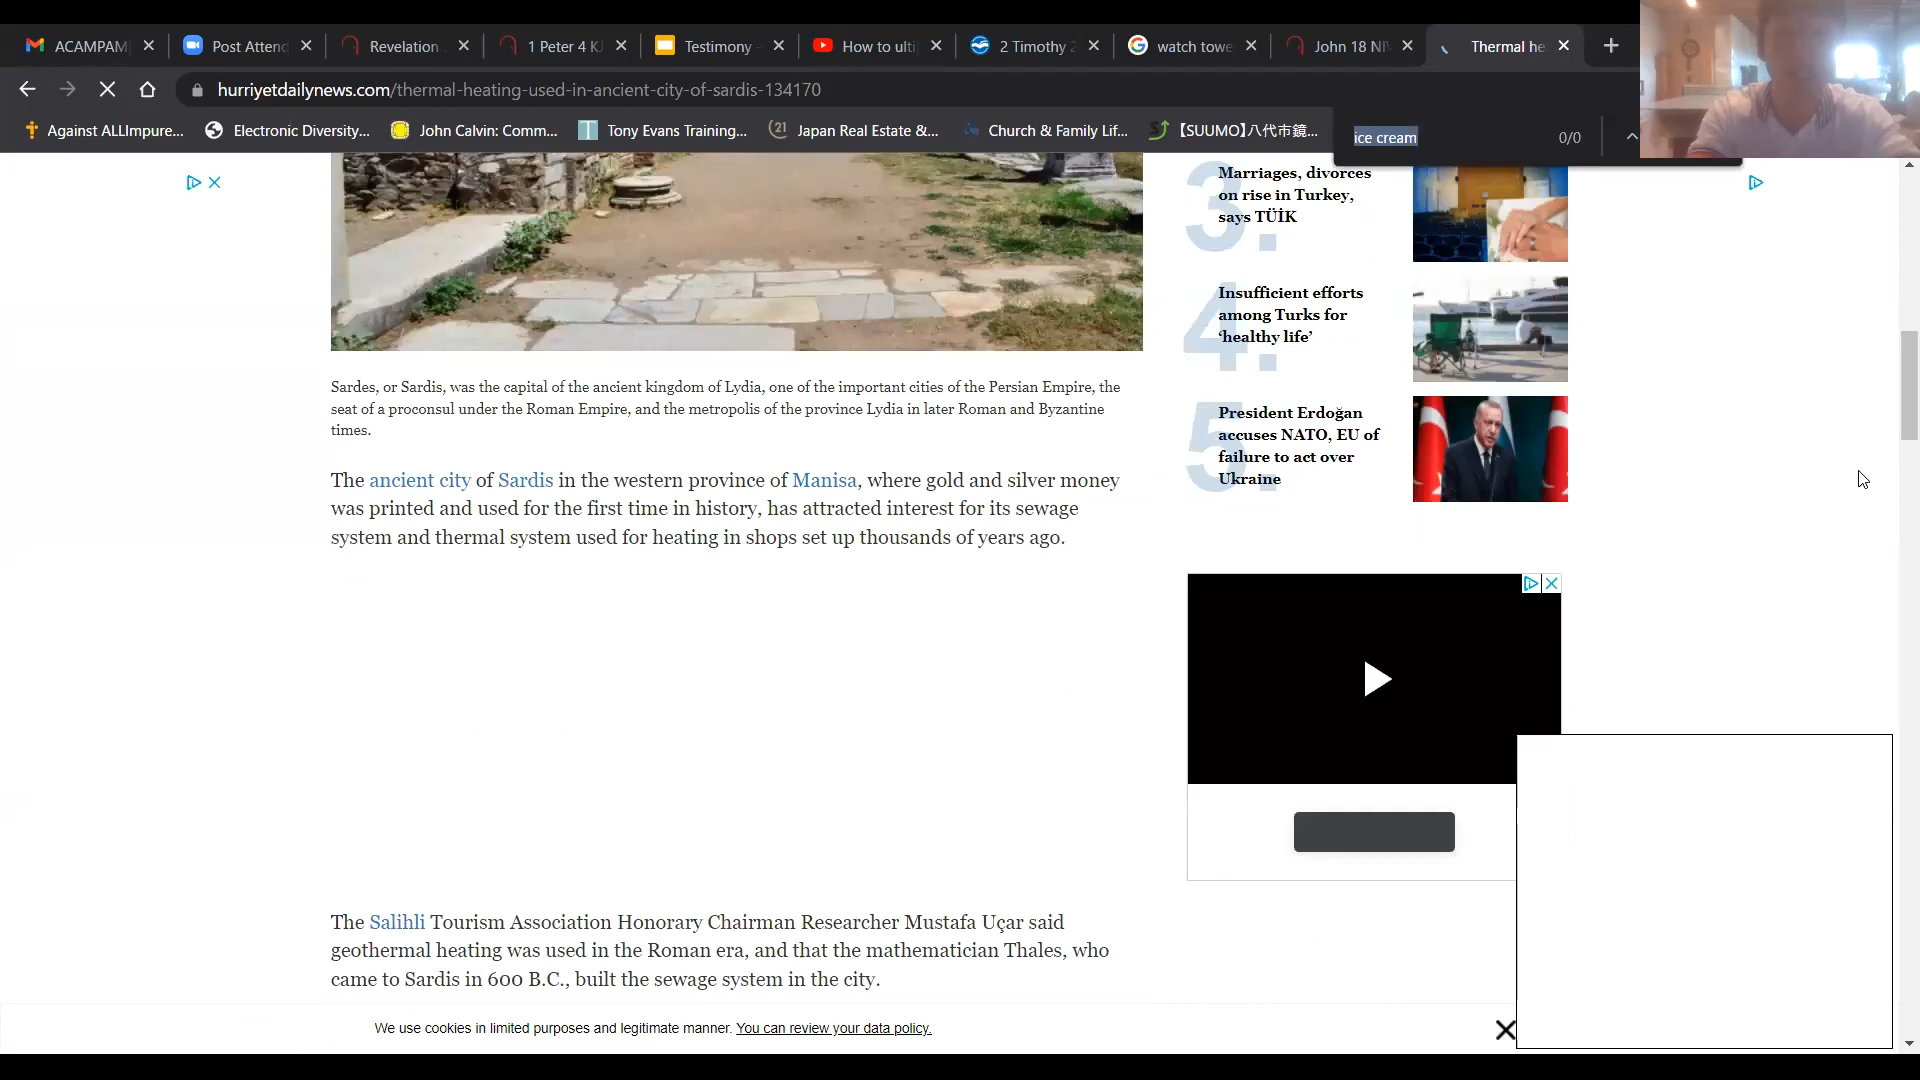 ACAMPAM
Post Attend
Revelation
1 Peter 4 KJ
Testimony -
How to ulti
2 Timothy 2
watch towe
John 18 NIV
Thermal he
hurriyetdailynews.com/thermal-heating-used-in-ancient-city-of-sardis-134170
Against ALLImpure...
Electronic Diversity...
John Calvin: Comm...
Tony Evans Training...
Japan Real Estate &...
Church & Family Lif...
【SUUMO】八代市鏡...
ice cream
0/0
3.
Marriages, divorces
on rise in Turkey,
says TÜİK
4.
Insufficient efforts
among Turks for
‘healthy life’
5.
President Erdoğan
accuses NATO, EU of
failure to act over
Ukraine
Sardes, or Sardis, was the capital of the ancient kingdom of Lydia, one of the important cities of the Persian Empire, the
seat of a proconsul under the Roman Empire, and the metropolis of the province Lydia in later Roman and Byzantine
times.
The ancient city of Sardis in the western province of Manisa, where gold and silver money
was printed and used for the first time in history, has attracted interest for its sewage
system and thermal system used for heating in shops set up thousands of years ago.
The Salihli Tourism Association Honorary Chairman Researcher Mustafa Uçar said
geothermal heating was used in the Roman era, and that the mathematician Thales, who
came to Sardis in 600 B.C., built the sewage system in the city.
We use cookies in limited purposes and legitimate manner. You can review your data policy.